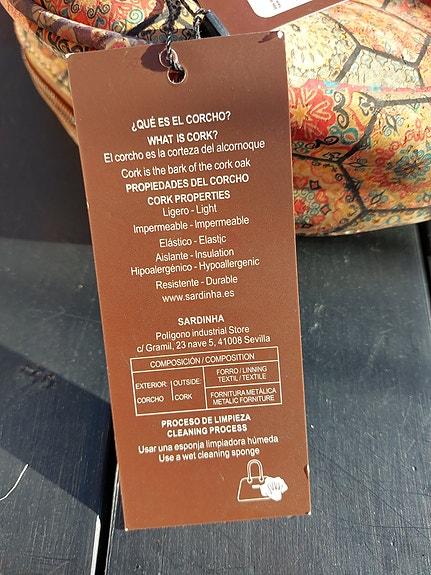 ¿QUÉ ES EL CORCHO?
WHAT IS CORK?
El corcho es la corteza del alcornoque
Cork is the bark of the cork oak
PROPIEDADES DEL CORCHO
CORK PROPERTIES
Ligero - Light
Impermeable - Impermeable
Elástico - Elastic
Aislante - Insulation
Hipoalergénico - Hypoallergenic
Resistente - Durable
www.sardinha.es
SARDINHA
Polígono industrial Store
c/ Gramil, 23 nave 5, 41008 Sevilla
COMPOSICIÓN / COMPOSITION
EXTERIOR: CORCHO
OUTSIDE: CORK
FORRO / LINNING
TEXTIL / TEXTILE
FORNITURA METÁLICA
METALIC FORNITURE
PROCESO DE LIMPIEZA
CLEANING PROCESS
Usar una esponja limpiadora húmeda
Use a wet cleaning sponge